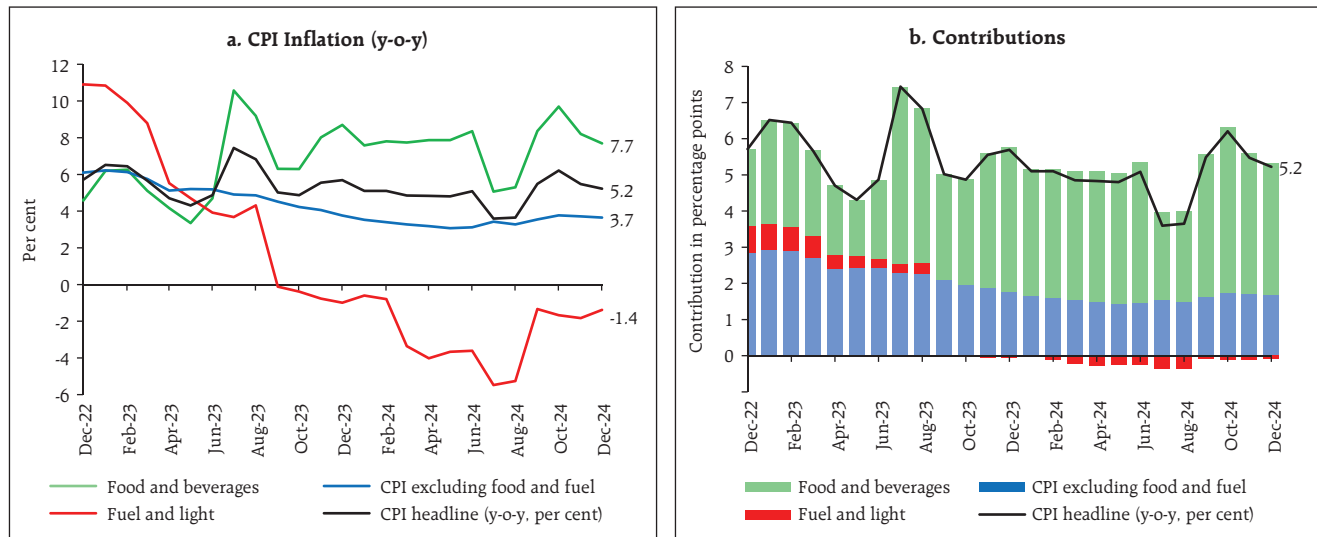 a. CPI Inflation (y-o-y)
Per cent
12
10
8
6
4
2
0
-2
-4
-6
7.7
5.2
3.7
-1.4
Dec-22
Feb-23
Apr-23
Jun-23
Aug-23
Oct-23
Dec-23
Feb-24
Apr-24
Jun-24
Aug-24
Oct-24
Dec-24
Food and beverages
CPI excluding food and fuel
Fuel and light
CPI headline (y-o-y, per cent)
b. Contributions
Contribution in percentage points
8
7
6
5
4
3
2
1
0
5.2
Dec-22
Feb-23
Apr-23
Jun-23
Aug-23
Oct-23
Dec-23
Feb-24
Apr-24
Jun-24
Aug-24
Oct-24
Dec-24
Food and beverages
CPI excluding food and fuel
Fuel and light
CPI headline (y-o-y, per cent)